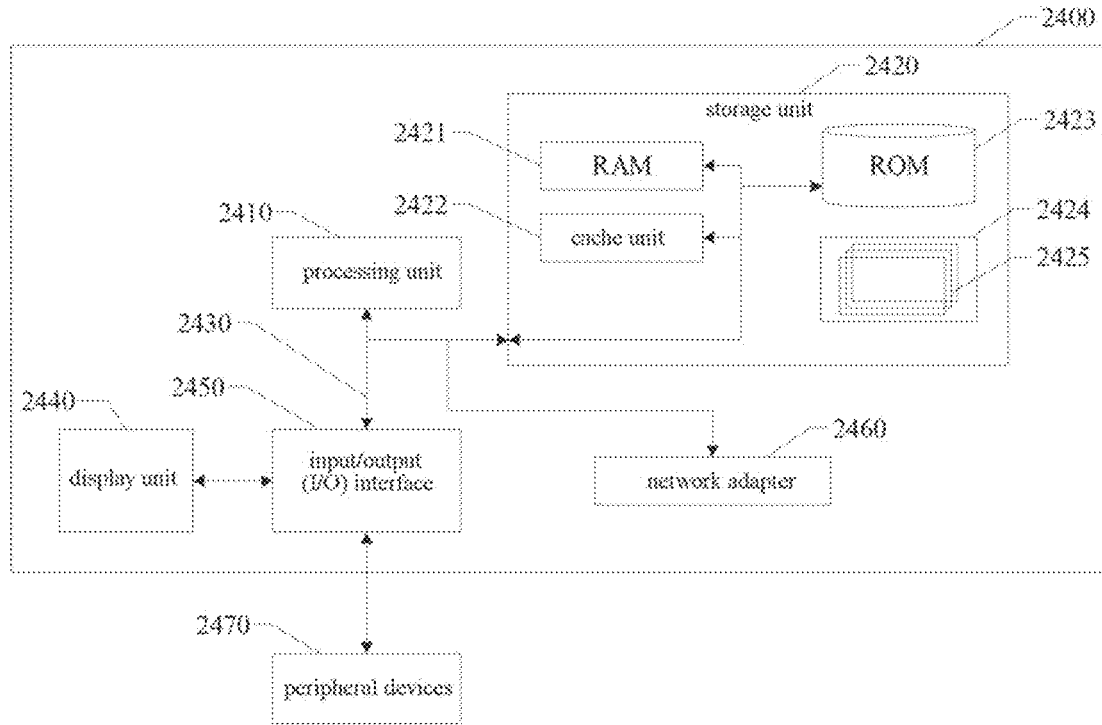 2400
2420
storage unit
2423
2421
RAM
ROM
2422
cache unit
2424
2425
2410
processing unit
2430
2450
2440
2460
display unit
input/output
(I/O) interface
network adapter
2470
peripheral devices